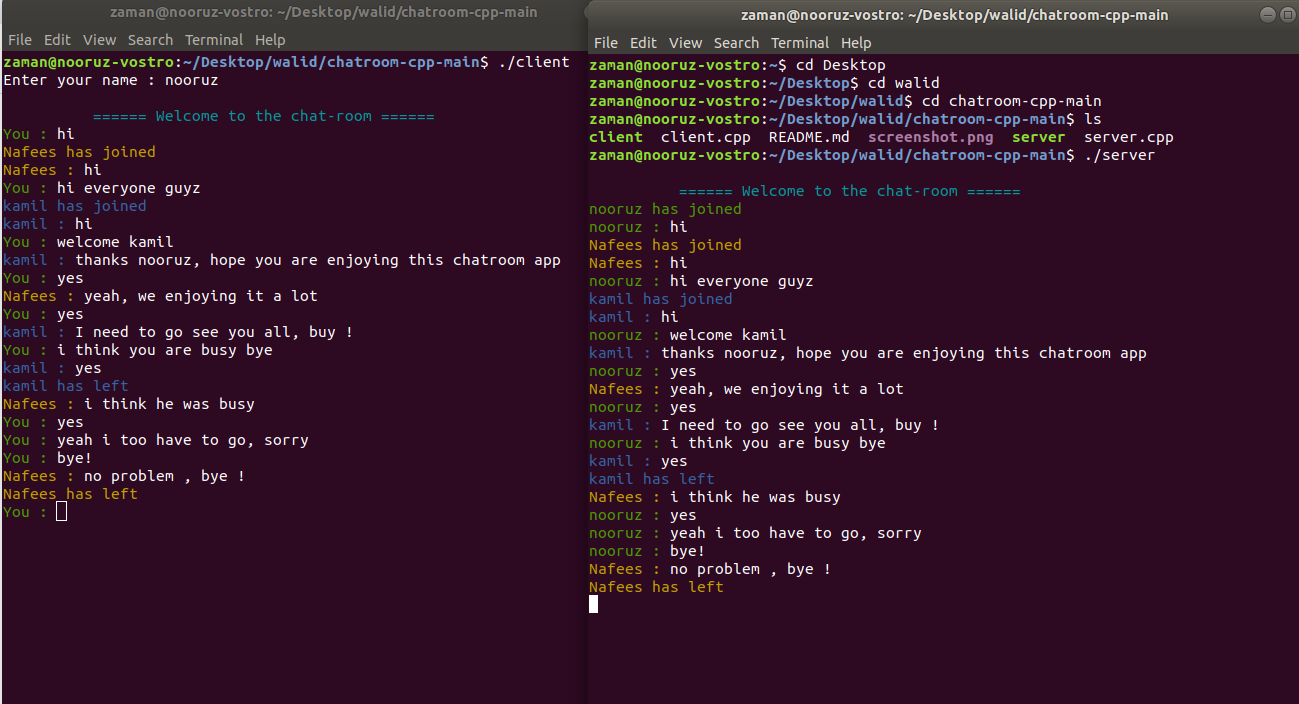 zaman@nooruz-vostro: ~/Desktop/walid/chatroom-cpp-main
File Edit View Search Terminal Help
zaman@nooruz-vostro:~/Desktop/walid/chatroom-cpp-main$ ./client
Enter your name : nooruz
====== Welcome to the chat-room ======
You : hi
Nafees has joined
Nafees : hi
You : hi everyone guyz
kamil has joined
kamil : hi
You : welcome kamil
kamil : thanks nooruz, hope you are enjoying this chatroom app
You : yes
Nafees : yeah, we enjoying it a lot
You : yes
kamil : I need to go see you all, buy !
You : i think you are busy bye
kamil : yes
kamil has left
Nafees : i think he was busy
You : yes
You : yeah i too have to go, sorry
You : bye!
Nafees : no problem , bye !
Nafees has left
You :
zaman@nooruz-vostro: ~/Desktop/walid/chatroom-cpp-main
File Edit View Search Terminal Help
zaman@nooruz-vostro:~$ cd Desktop
zaman@nooruz-vostro:~/Desktop$ cd walid
zaman@nooruz-vostro:~/Desktop/walid$ cd chatroom-cpp-main
zaman@nooruz-vostro:~/Desktop/walid/chatroom-cpp-main$ ls
client client.cpp README.md screenshot.png server server.cpp
zaman@nooruz-vostro:~/Desktop/walid/chatroom-cpp-main$ ./server
====== Welcome to the chat-room ======
nooruz has joined
nooruz : hi
Nafees has joined
Nafees : hi
nooruz : hi everyone guyz
kamil has joined
kamil : hi
nooruz : welcome kamil
kamil : thanks nooruz, hope you are enjoying this chatroom app
nooruz : yes
Nafees : yeah, we enjoying it a lot
nooruz : yes
kamil : I need to go see you all, buy !
nooruz : i think you are busy bye
kamil : yes
kamil has left
Nafees : i think he was busy
nooruz : yes
nooruz : yeah i too have to go, sorry
nooruz : bye!
Nafees : no problem , bye !
Nafees has left